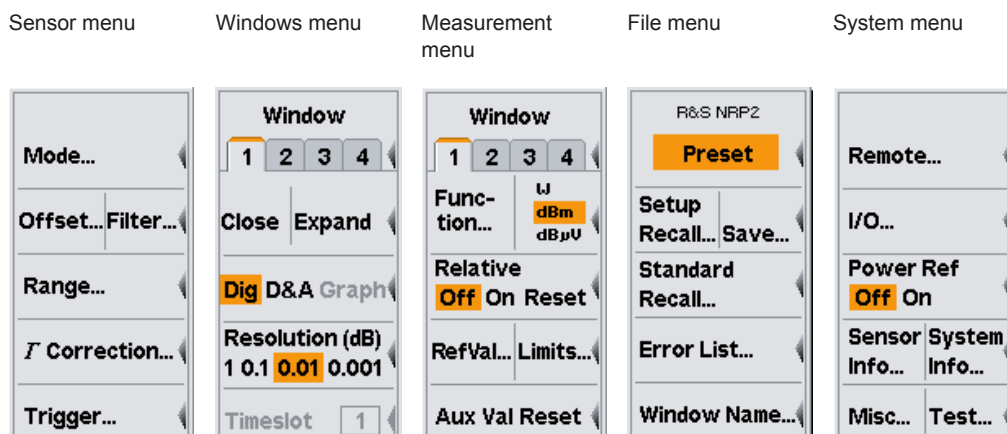 Sensor menu
Windows menu
Measurement
menu
File menu
System menu
Mode...
Offset... Filter...
Range...
Γ Correction...
Trigger...
Window
1 2 3 4
Close Expand
Dig D&A Graph
Resolution (dB)
1 0.1 0.01 0.001
Timeslot 1
Window
1 2 3 4
Func-
tion...
W
dBm
dBµV
Relative
Off On Reset
RefVal... Limits...
Aux Val Reset
R&S NRP2
Preset
Setup
Recall... Save...
Standard
Recall...
Error List...
Window Name...
Remote...
I/O...
Power Ref
Off On
Sensor System
Info... Info...
Misc... Test...